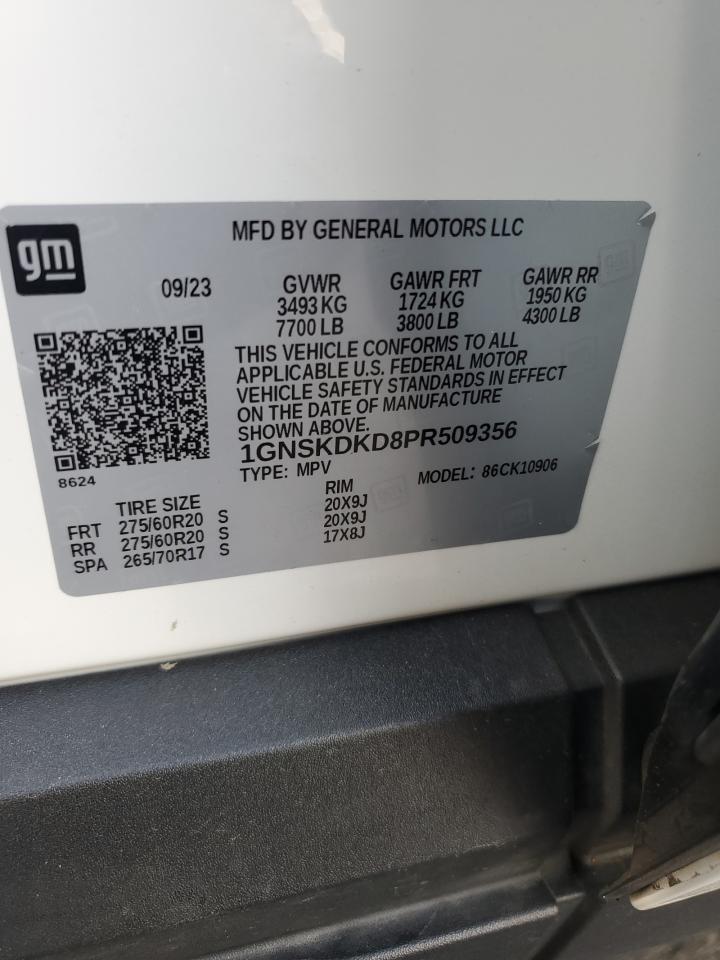 gm
MFD BY GENERAL MOTORS LLC
09/23 GVWR GAWR FRT GAWR RR
3493 KG 1724 KG 1950 KG
7700 LB 3800 LB 4300 LB
THIS VEHICLE CONFORMS TO ALL
APPLICABLE U.S. FEDERAL MOTOR
VEHICLE SAFETY STANDARDS IN EFFECT
ON THE DATE OF MANUFACTURE
SHOWN ABOVE.
1GNSKDKD8PR509356
8624
TYPE: MPV MODEL: 86CK10906
TIRE SIZE RIM
FRT 275/60R20 S 20X9J
RR 275/60R20 S 20X9J
SPA 265/70R17 S 17X8J